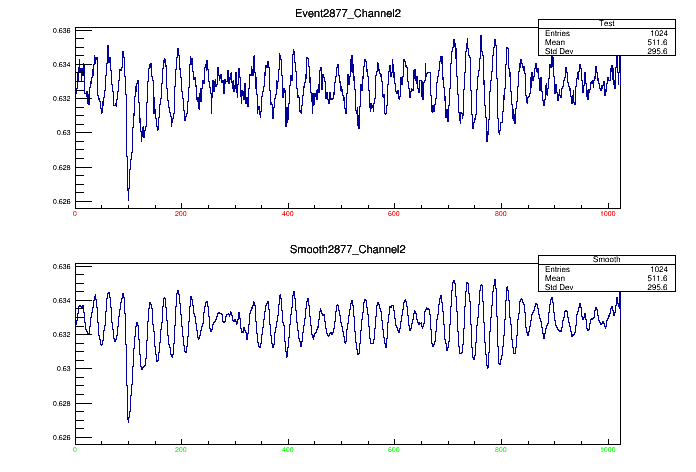 Event2877_Channel2
Test
Entries 1024
Mean 511.6
Std Dev 295.6
0.636
0.634
0.632
0.63
0.628
0.626
0 200 400 600 800 1000
Smooth2877_Channel2
Smooth
Entries 1024
Mean 511.6
Std Dev 295.6
0.636
0.634
0.632
0.63
0.628
0.626
0 200 400 600 800 1000